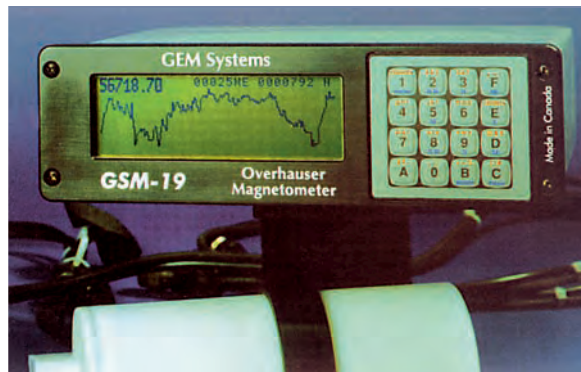 GEM Systems
56718.70 00825NE 0000792 N
GSM-19
Overhauser
Magnetometer
1 2 3 F
4 5 6 E
7 8 9 D
A 0 B C
Made in Canada